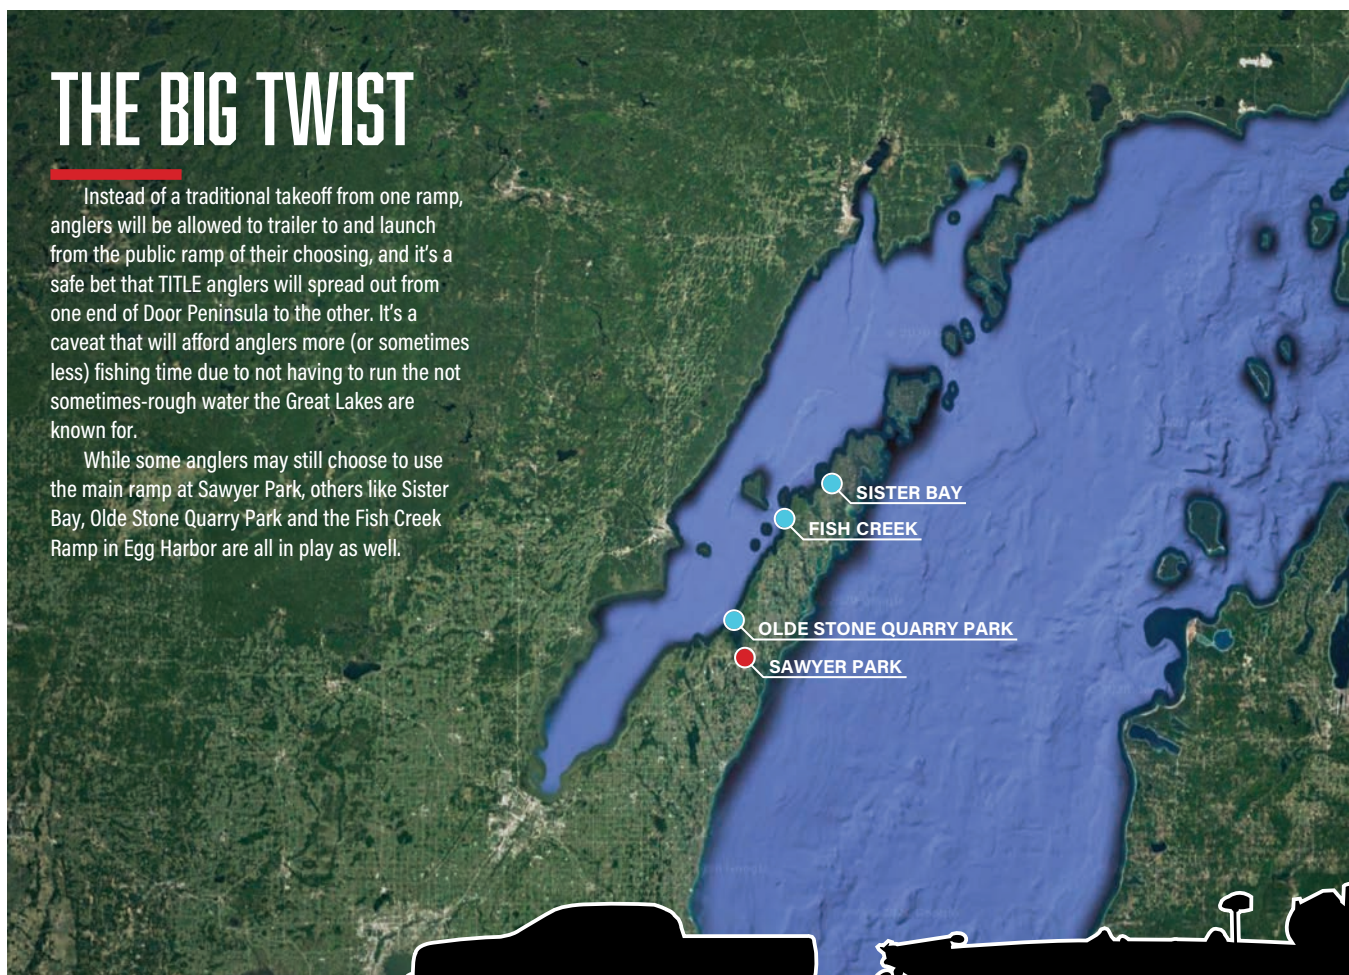 THE BIG TWIST
Instead of a traditional takeoff from one ramp,
anglers will be allowed to trailer to and launch
from the public ramp of their choosing, and it's a
safe bet that TITLE anglers will spread out from
one end of Door Peninsula to the other. It's a
caveat that will afford anglers more (or sometimes
less) fishing time due to not having to run the not
sometimes-rough water the Great Lakes are
known for.
While some anglers may still choose to use
the main ramp at Sawyer Park, others like Sister
Bay, Olde Stone Quarry Park and the Fish Creek
Ramp in Egg Harbor are all in play as well.
SISTER BAY
FISH CREEK
OLDE STONE QUARRY PARK
SAWYER PARK